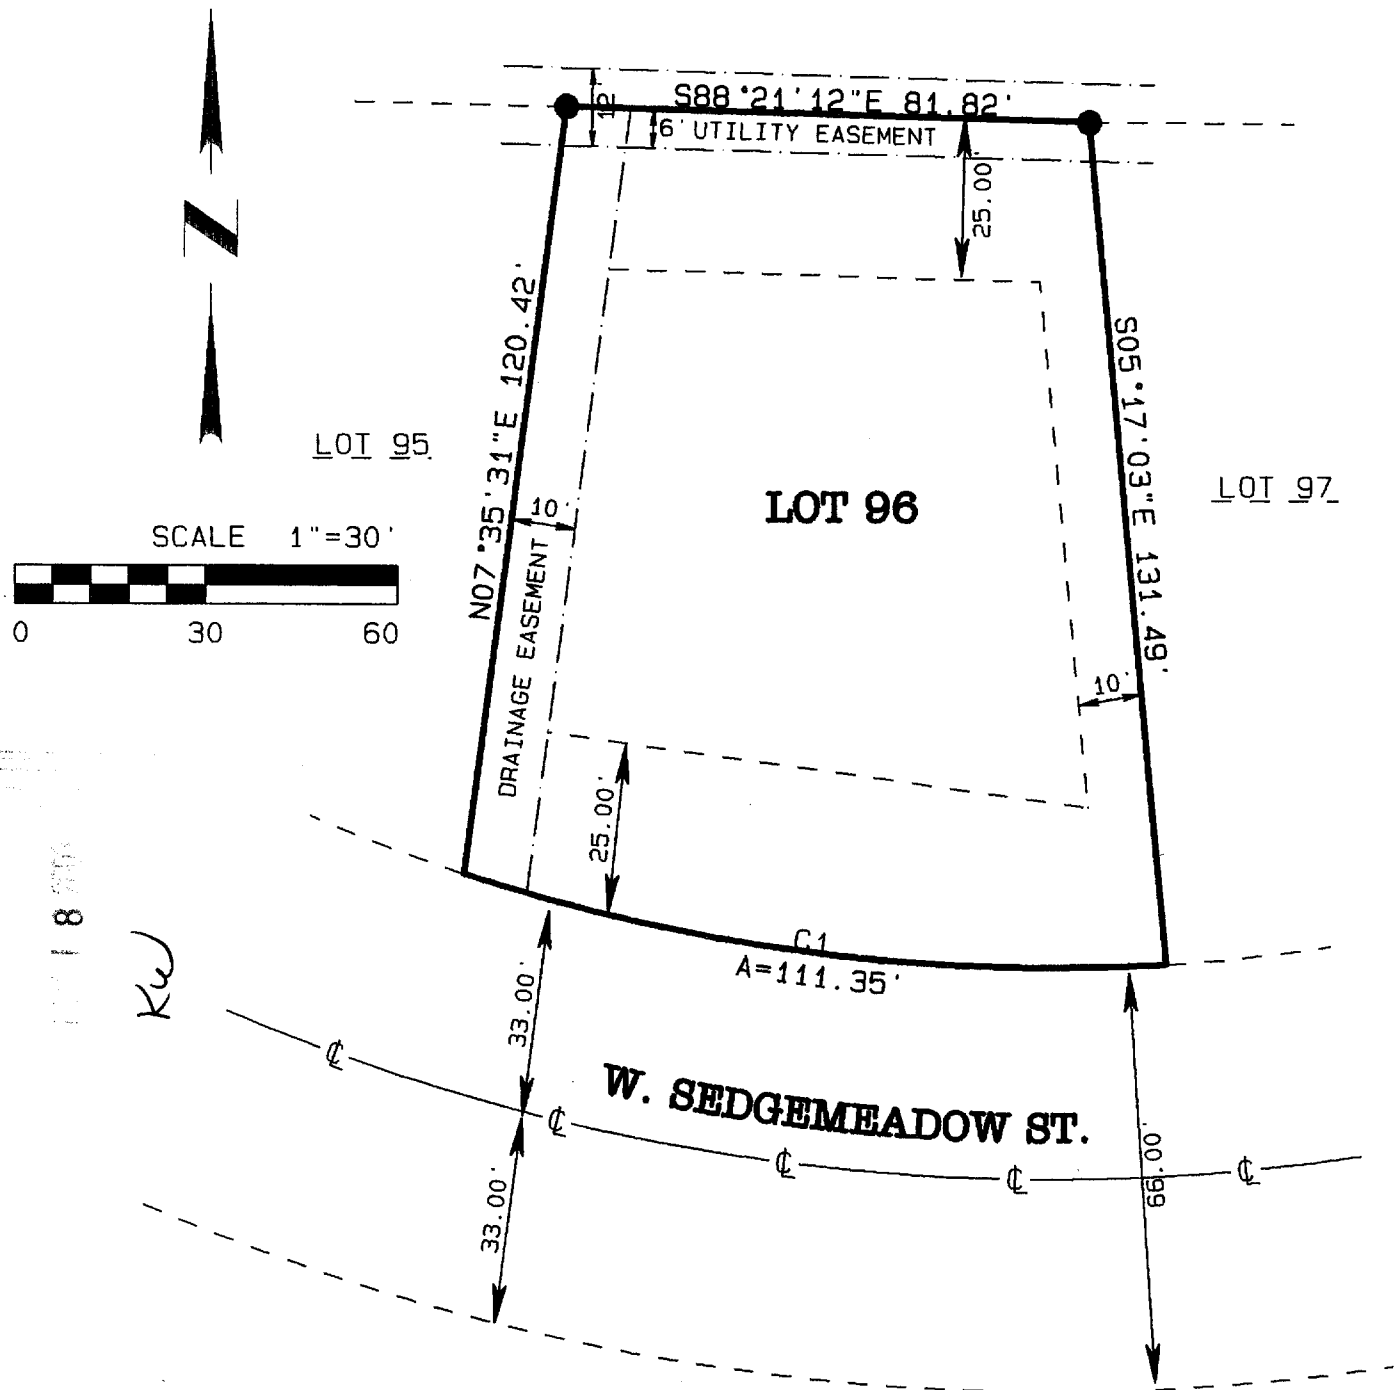 S88°21'12"E 81.82'
12'
6' UTILITY EASEMENT
25.00'
N07°35'31"E 120.42'
S05°17'03"E 131.49'
LOT 95
LOT 96
LOT 97
SCALE 1"=30'
0 30 60
10'
DRAINAGE EASEMENT
10'
25.00'
C1
A=111.35'
8
KW
33.00'
W. SEDGEMEADOW ST.
33.00'
66.00'